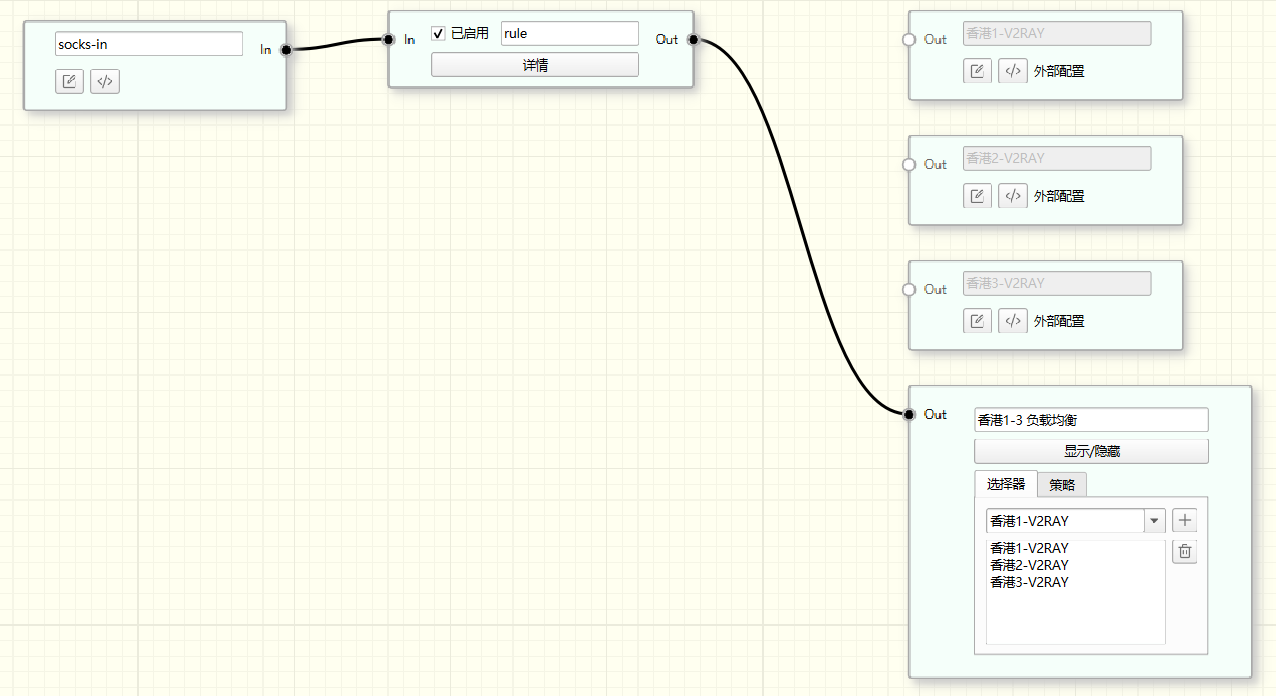 socks-in
In
</>
In
已启用
rule
Out
详情
Out
香港1-V2RAY
</>
外部配置
Out
香港2-V2RAY
</>
外部配置
Out
香港3-V2RAY
</>
外部配置
Out
香港1-3 负载均衡
显示/隐藏
选择器
策略
香港1-V2RAY
香港1-V2RAY
香港2-V2RAY
香港3-V2RAY